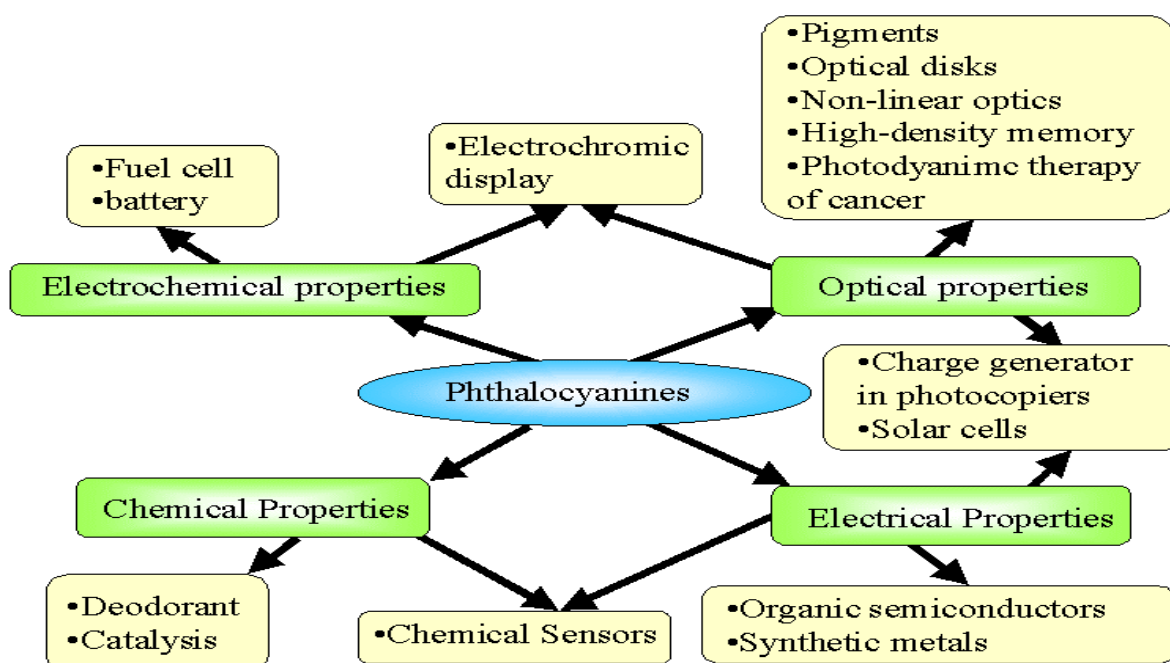 •Pigments
•Optical disks
•Non-linear optics
•High-density memory
•Photodyanimc therapy
of cancer
•Electrochromic
display
•Fuel cell
•battery
Electrochemical properties
Optical properties
Phthalocyanines
•Charge generator
in photocopiers
•Solar cells
Chemical Properties
Electrical Properties
•Deodorant
•Catalysis
•Chemical Sensors
•Organic semiconductors
•Synthetic metals